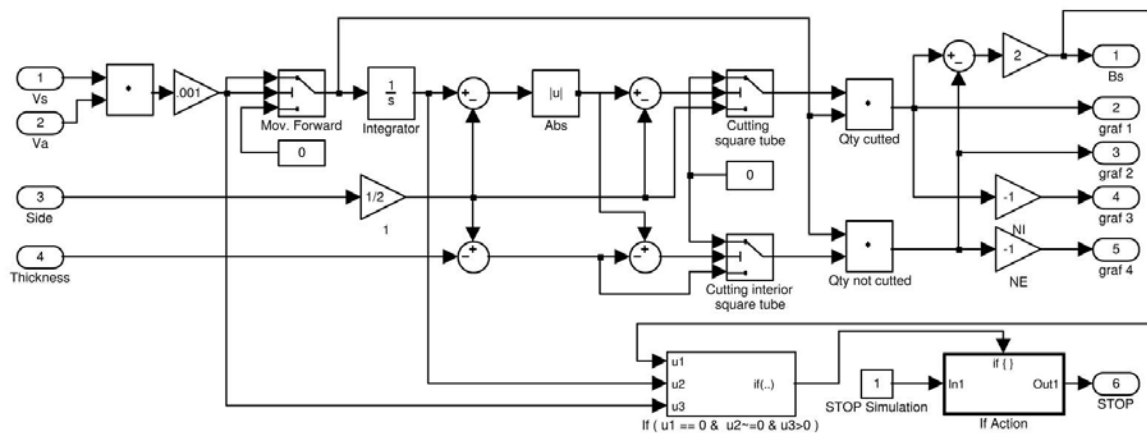 1
Vs
2
Va
.001
Mov. Forward
0
1
s
Integrator
+
−
|u|
Abs
+
−
Cutting
square tube
0
Qty cutted
+
−
2
1
Bs
2
graf 1
3
graf 2
-1
NI
4
graf 3
3
Side
1/2
1
4
Thickness
−
+
−
+
Cutting interior
square tube
Qty not cutted
-1
NE
5
graf 4
u1
u2
u3
if(..)
If ( u1 == 0 & u2~=0 & u3>0 )
1
STOP Simulation
if { }
In1
Out1
If Action
6
STOP